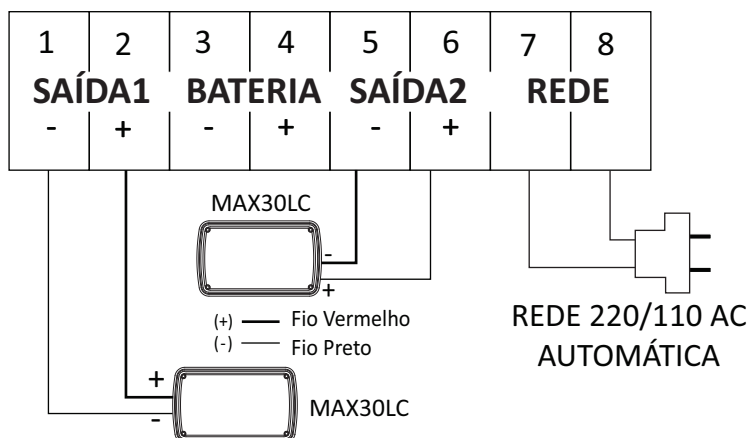 1 2 3 4 5 6 7 8
SAÍDA1 BATERIA SAÍDA2 REDE
- + - + - +
MAX30LC
-
+
(+) Fio Vermelho
(-) Fio Preto
REDE 220/110 AC
AUTOMÁTICA
+
-
MAX30LC